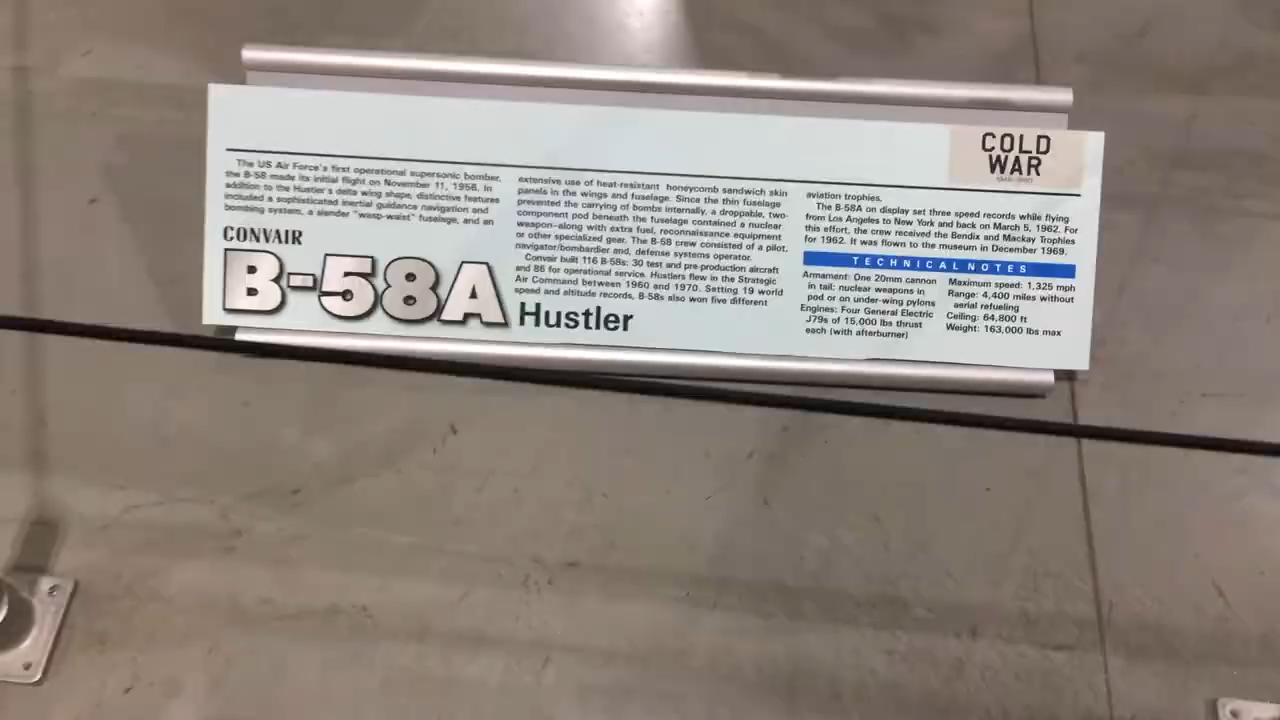 The US Air Force's first operational supersonic bomber,
the B-58 made its initial flight on November 11, 1956. In
addition to the Hustler's delta wing shape, distinctive features
included a sophisticated inertial guidance navigation and
bombing system, a slender "wasp-waist" fuselage, and an
CONVAIR
B-58A
Hustler
extensive use of heat-resistant honeycomb sandwich skin
panels in the wings and fuselage. Since the thin fuselage
prevented the carrying of bombs internally, a droppable, two-
component pod beneath the fuselage contained a nuclear
weapon–along with extra fuel, reconnaissance equipment
or other specialized gear. The B-58 crew consisted of a pilot,
navigator/bombardier and, defense systems operator.
Convair built 116 B-58s: 30 test and pre-production aircraft
and 86 for operational service. Hustlers flew in the Strategic
Air Command between 1960 and 1970. Setting 19 world
speed and altitude records, B-58s also won five different
COLD
WAR
aviation trophies.
The B-58A on display set three speed records while flying
from Los Angeles to New York and back on March 5, 1962. For
this effort, the crew received the Bendix and Mackay Trophies
for 1962. It was flown to the museum in December 1969.
TECHNICAL NOTES
Armament: One 20mm cannon
in tail; nuclear weapons in
pod or on under-wing pylons
Engines: Four General Electric
J79s of 15,000 lbs thrust
each (with afterburner)
Maximum speed: 1,325 mph
Range: 4,400 miles without
aerial refueling
Ceiling: 64,800 ft
Weight: 163,000 lbs max